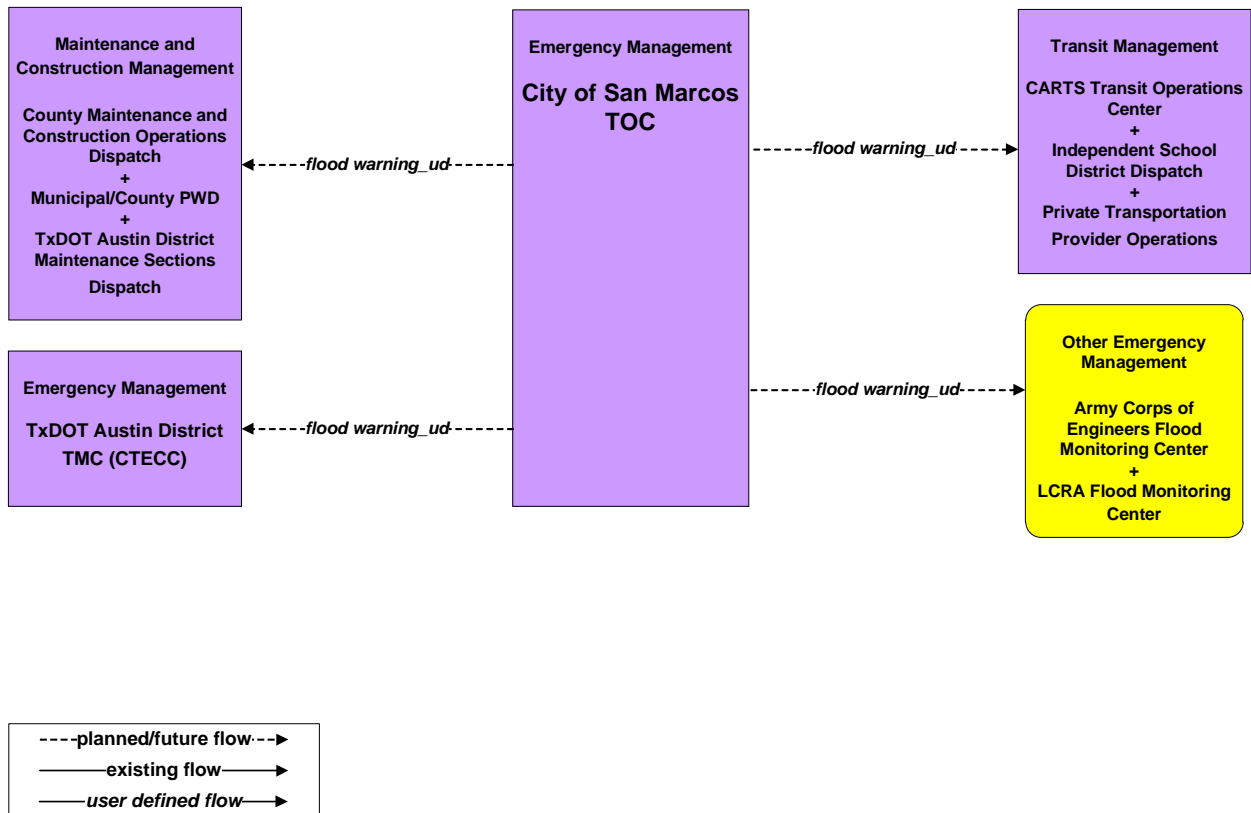 Maintenance and
Construction Management
County Maintenance and
Construction Operations
Dispatch
+
Municipal/County PWD
+
TxDOT Austin District
Maintenance Sections
Dispatch
flood warning_ud
Emergency Management
City of San Marcos
TOC
flood warning_ud
Transit Management
CARTS Transit Operations
Center
+
Independent School
District Dispatch
+
Private Transportation
Provider Operations
Emergency Management
TxDOT Austin District
TMC (CTECC)
flood warning_ud
flood warning_ud
Other Emergency
Management
Army Corps of
Engineers Flood
Monitoring Center
+
LCRA Flood Monitoring
Center
planned/future flow
existing flow
user defined flow